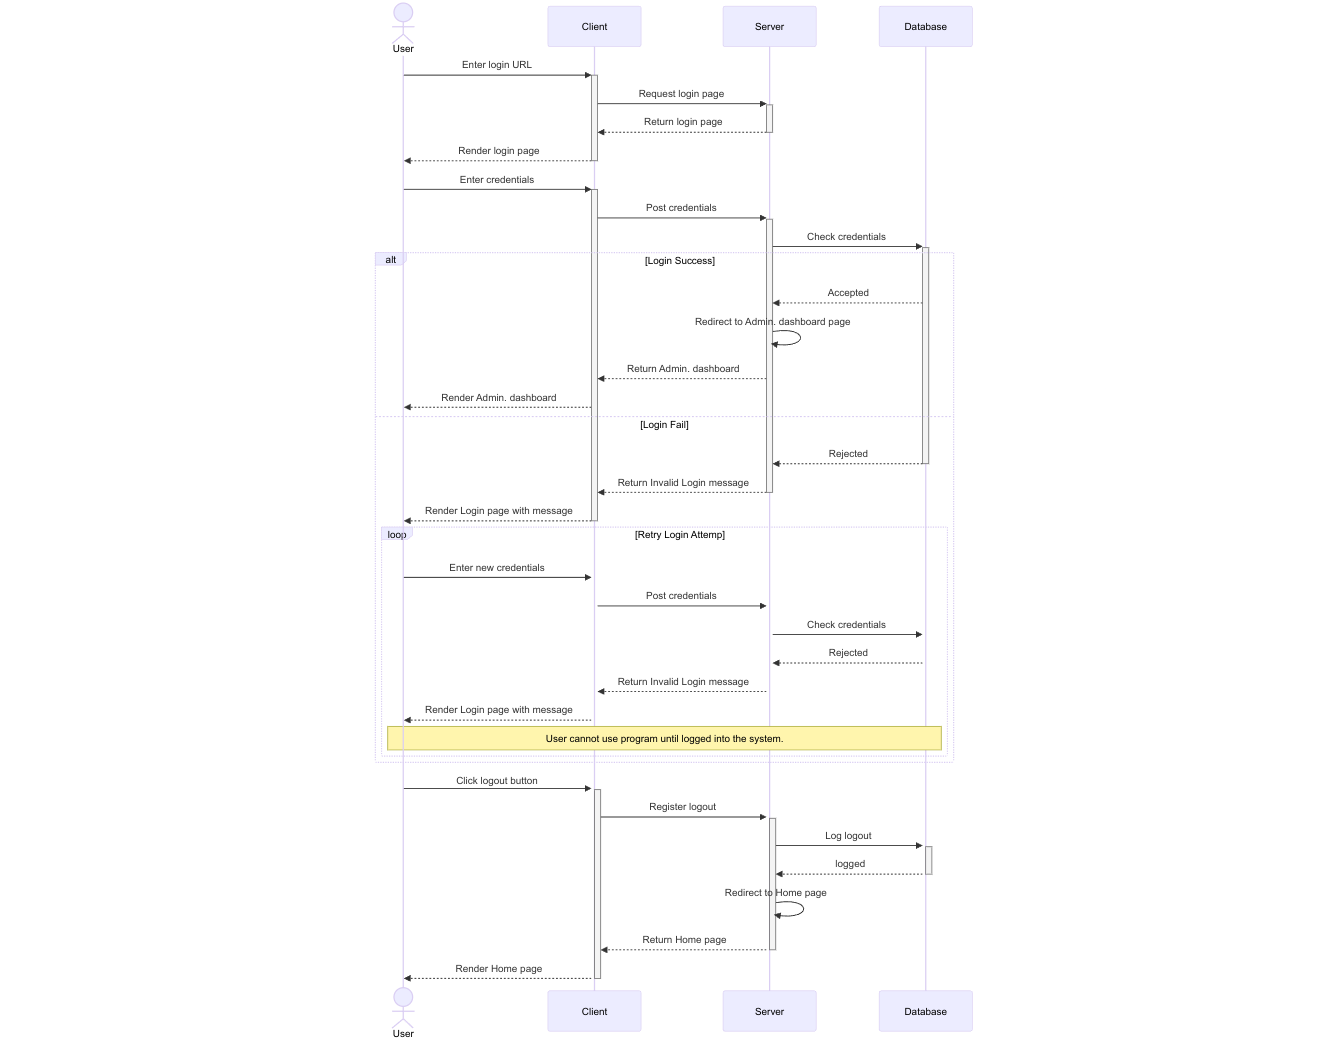 User
Client
Server
Database
Enter login URL
Request login page
Return login page
Render login page
Enter credentials
Post credentials
Check credentials
alt
[Login Success]
Accepted
Redirect to Admin. dashboard page
Return Admin. dashboard
Render Admin. dashboard
[Login Fail]
Rejected
Return Invalid Login message
Render Login page with message
loop
[Retry Login Attemp]
Enter new credentials
Post credentials
Check credentials
Rejected
Return Invalid Login message
Render Login page with message
User cannot use program until logged into the system.
Click logout button
Register logout
Log logout
logged
Redirect to Home page
Return Home page
Render Home page
User
Client
Server
Database